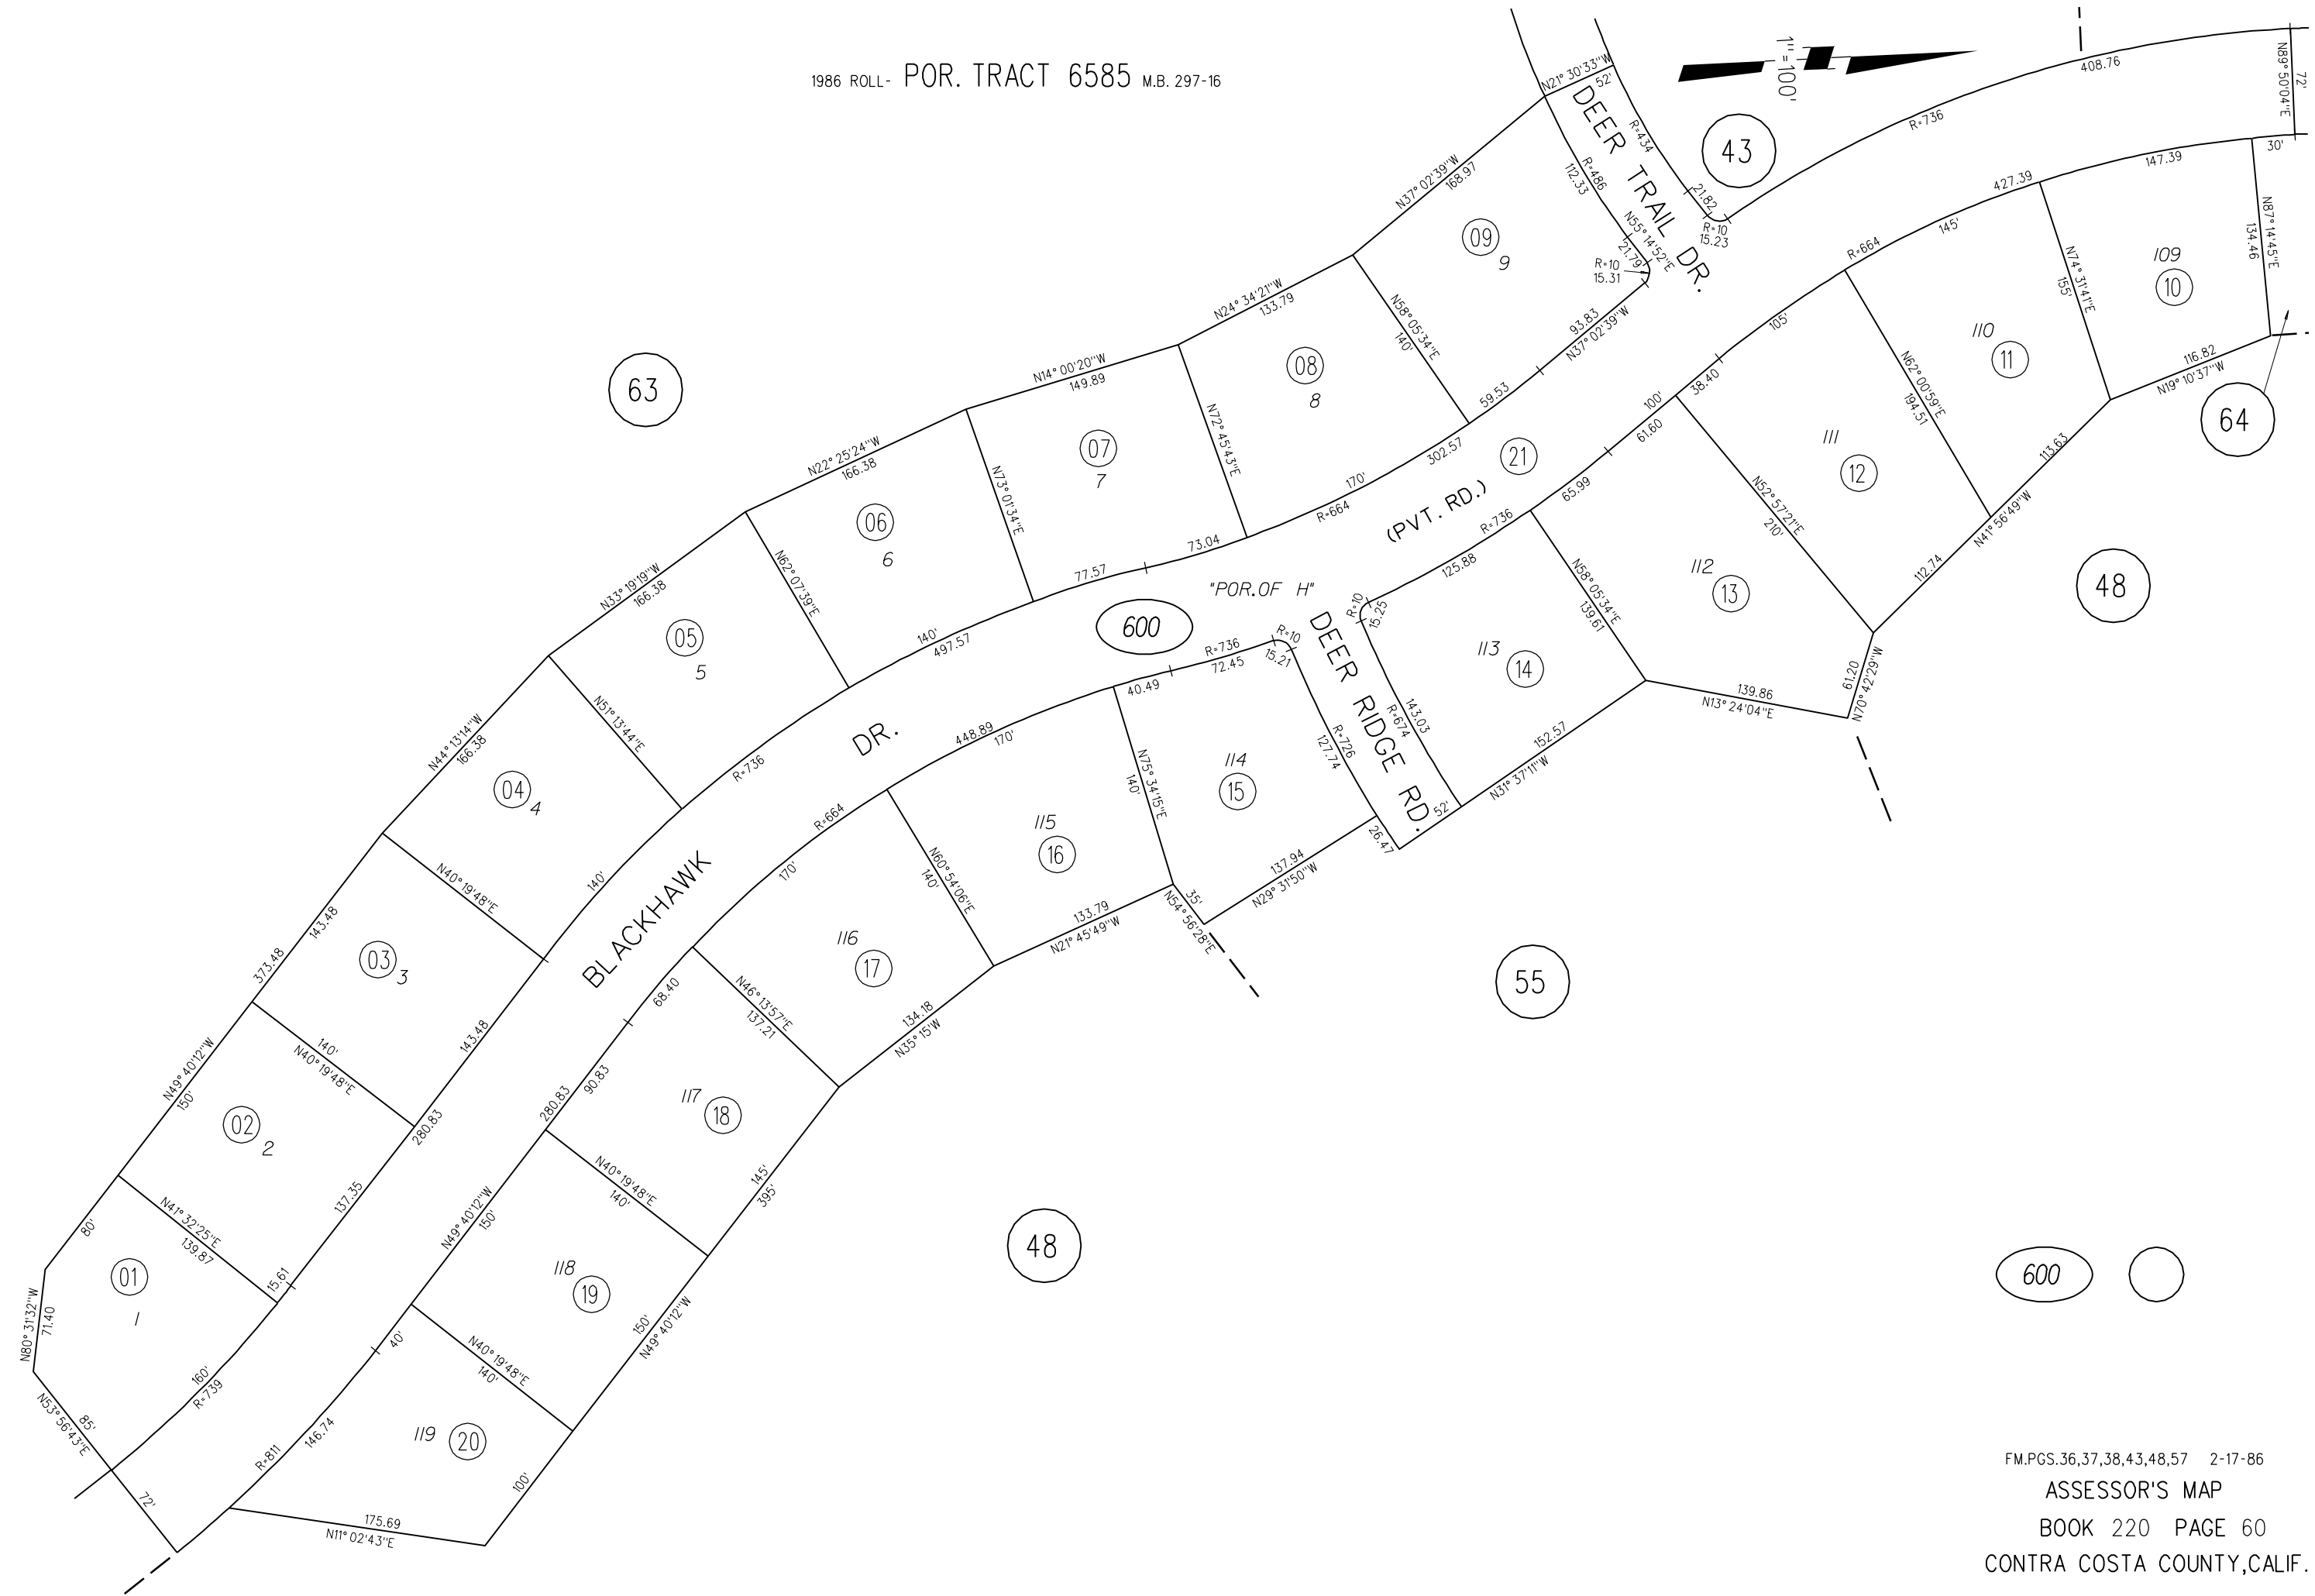 1986 ROLL- POR. TRACT 6585 M.B. 297-16
1"=100'
N21° 30'33"W
52'
DEER TRAIL DR.
R=434
R=486
112.33
21.82
R=10
15.23
N55° 14'52"E
21.79
R=10
15.31
43
408.76
R=736
N89° 50'04"E
72'
30'
147.39
427.39
145'
R=664
105'
N87° 14'45"E
134.46
109
10
N74° 31'41"E
155'
116.82
N19° 10'37"W
64
110
11
N62° 00'59"E
194.51
113.63
N41° 56'49"W
112.74
111
12
N52° 57'21"E
210'
38.40
100'
61.60
65.99
48
N37° 02'39"W
168.97
09
9
93.83
N37° 02'39"W
N24° 34'21"W
133.79
N58° 05'34"E
140'
08
8
59.53
302.57
170'
R=664
63
N14° 00'20"W
149.89
07
7
N72° 45'43"E
73.04
21
(PVT. RD.)
R=736
125.88
N22° 25'24"W
166.38
06
6
N73° 01'34"E
77.57
"POR.OF H"
600
112
13
N58° 05'34"E
139.61
61.20
N70° 42'29"W
139.86
N13° 24'04"E
113
14
152.57
N31° 37'11"W
R=10
15.25
DEER RIDGE RD.
143.03
R=674
52'
26.47
R=10
15.21
R=736
72.45
40.49
R=726
127.74
114
15
137.94
N29° 31'50"W
N33° 19'19"W
166.38
05
5
N62° 07'39"E
140'
497.57
DR.
448.89
170'
N75° 34'15"E
140'
35'
N54° 56'28"E
55
115
16
133.79
N21° 45'49"W
N44° 13'14"W
166.38
04
4
N51° 13'44"E
R=736
R=664
170'
N60° 54'06"E
140'
116
17
134.18
N35° 15'W
140'
BLACKHAWK
N40° 19'48"E
03
3
143.48
373.48
143.48
68.40
N46° 13'57"E
137.21
117
18
90.83
280.83
N49° 40'12"W
150'
140'
N40° 19'48"E
02
2
280.83
137.35
N40° 19'48"E
140'
145'
395'
N49° 40'12"W
150'
118
19
150'
N49° 40'12"W
48
80'
N41° 32'25"E
139.87
15.61
01
1
N80° 31'32"W
71.40
160'
R=739
40'
N40° 19'48"E
140'
N53° 56'43"E
85'
72'
R=811
146.74
119
20
100'
175.69
N11° 02'43"E
600
FM.PGS.36,37,38,43,48,57 2-17-86
ASSESSOR'S MAP
BOOK 220 PAGE 60
CONTRA COSTA COUNTY,CALIF.